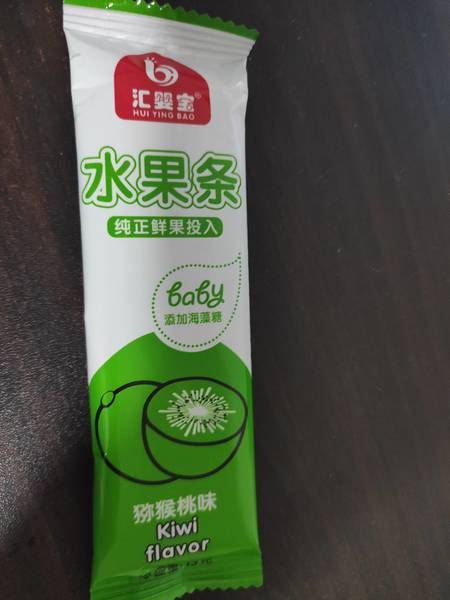 汇婴宝®
HUI YING BAO
水果条
纯正鲜果投入
baby
添加海藻糖
猕猴桃味
Kiwi
flavor